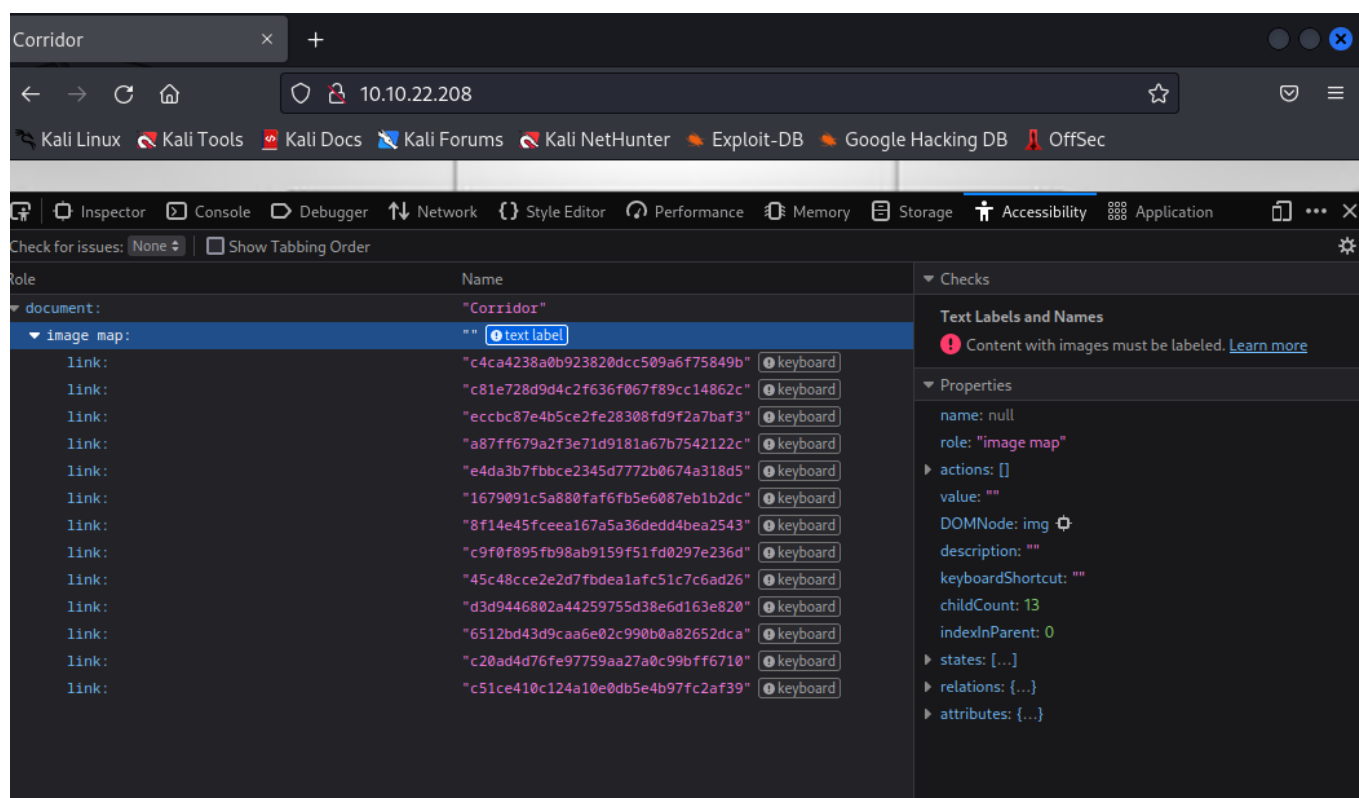 Corridor
10.10.22.208
Kali Linux Kali Tools Kali Docs Kali Forums Kali NetHunter Exploit-DB Google Hacking DB OffSec
Inspector Console Debugger Network Style Editor Performance Memory Storage Accessibility Application
Check for issues: None Show Tabbing Order
Role Name Checks
document: "Corridor"
Text Labels and Names
image map: "" text label
Content with images must be labeled. Learn more
link: "c4ca4238a0b923820dcc509a6f75849b" keyboard
link: "c81e728d9d4c2f636f067f89cc14862c" keyboard
Properties
link: "eccbc87e4b5ce2fe28308fd9f2a7baf3" keyboard
name: null
link: "a87ff679a2f3e71d9181a67b7542122c" keyboard
role: "image map"
link: "e4da3b7fbbce2345d7772b0674a318d5" keyboard
actions: []
link: "1679091c5a880faf6fb5e6087eb1b2dc" keyboard
value: ""
link: "8f14e45fceea167a5a36dedd4bea2543" keyboard
DOMNode: img
link: "c9f0f895fb98ab9159f51fd0297e236d" keyboard
description: ""
link: "45c48cce2e2d7fbdea1afc51c7c6ad26" keyboard
keyboardShortcut: ""
link: "d3d9446802a44259755d38e6d163e820" keyboard
childCount: 13
link: "6512bd43d9caa6e02c990b0a82652dca" keyboard
indexInParent: 0
link: "c20ad4d76fe97759aa27a0c99bff6710" keyboard
states: […]
link: "c51ce410c124a10e0db5e4b97fc2af39" keyboard
relations: {…}
attributes: {…}